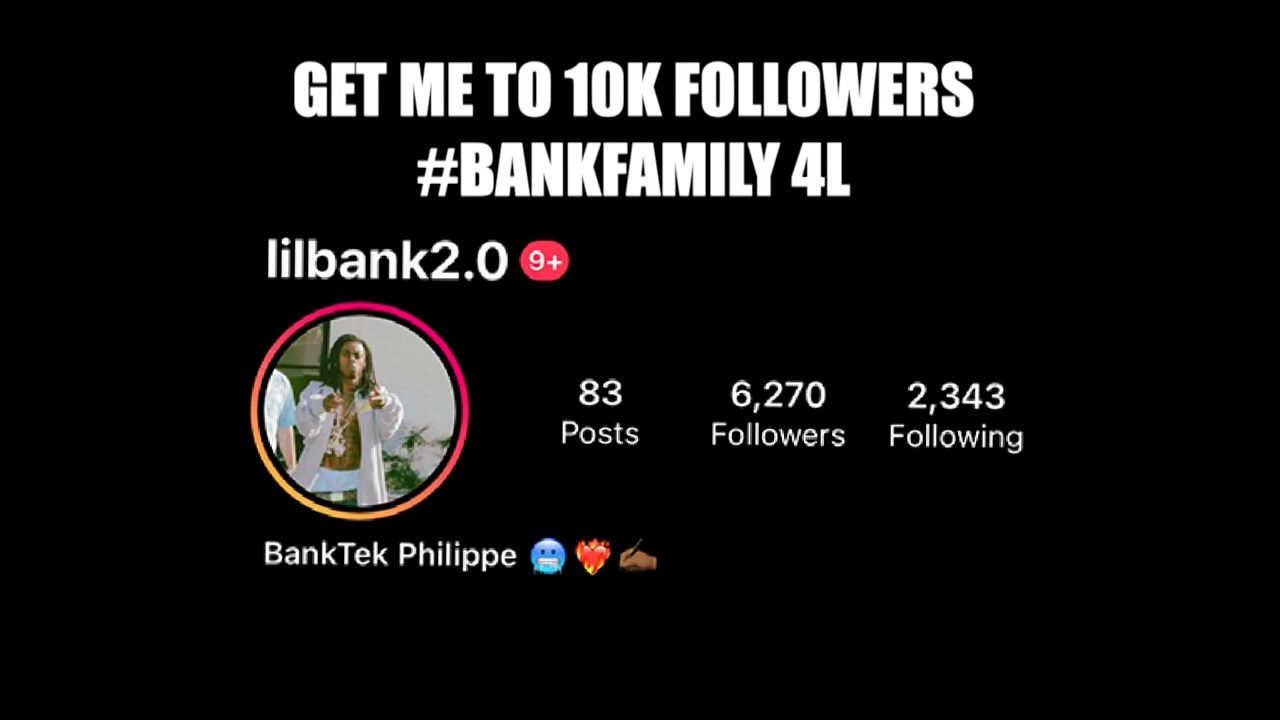 GET ME TO 10K FOLLOWERS
#BANKFAMILY 4L
lilbank2.0 9+
83 6,270 2,343
Posts Followers Following
BankTek Philippe 🥶❤️‍🔥✍🏾